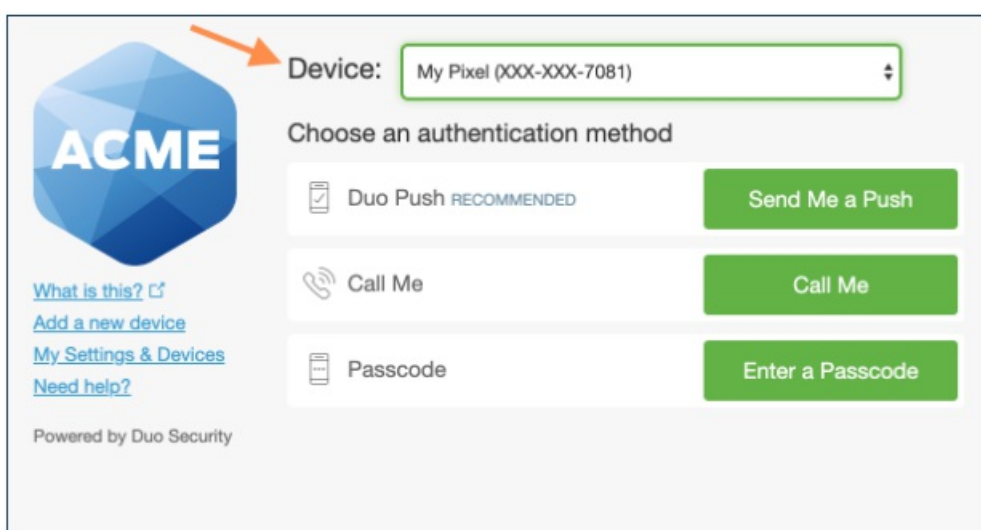 ACME
What is this?
Add a new device
My Settings & Devices
Need help?
Powered by Duo Security
Device: My Pixel (XXX-XXX-7081)
Choose an authentication method
Duo Push RECOMMENDED Send Me a Push
Call Me Call Me
Passcode Enter a Passcode